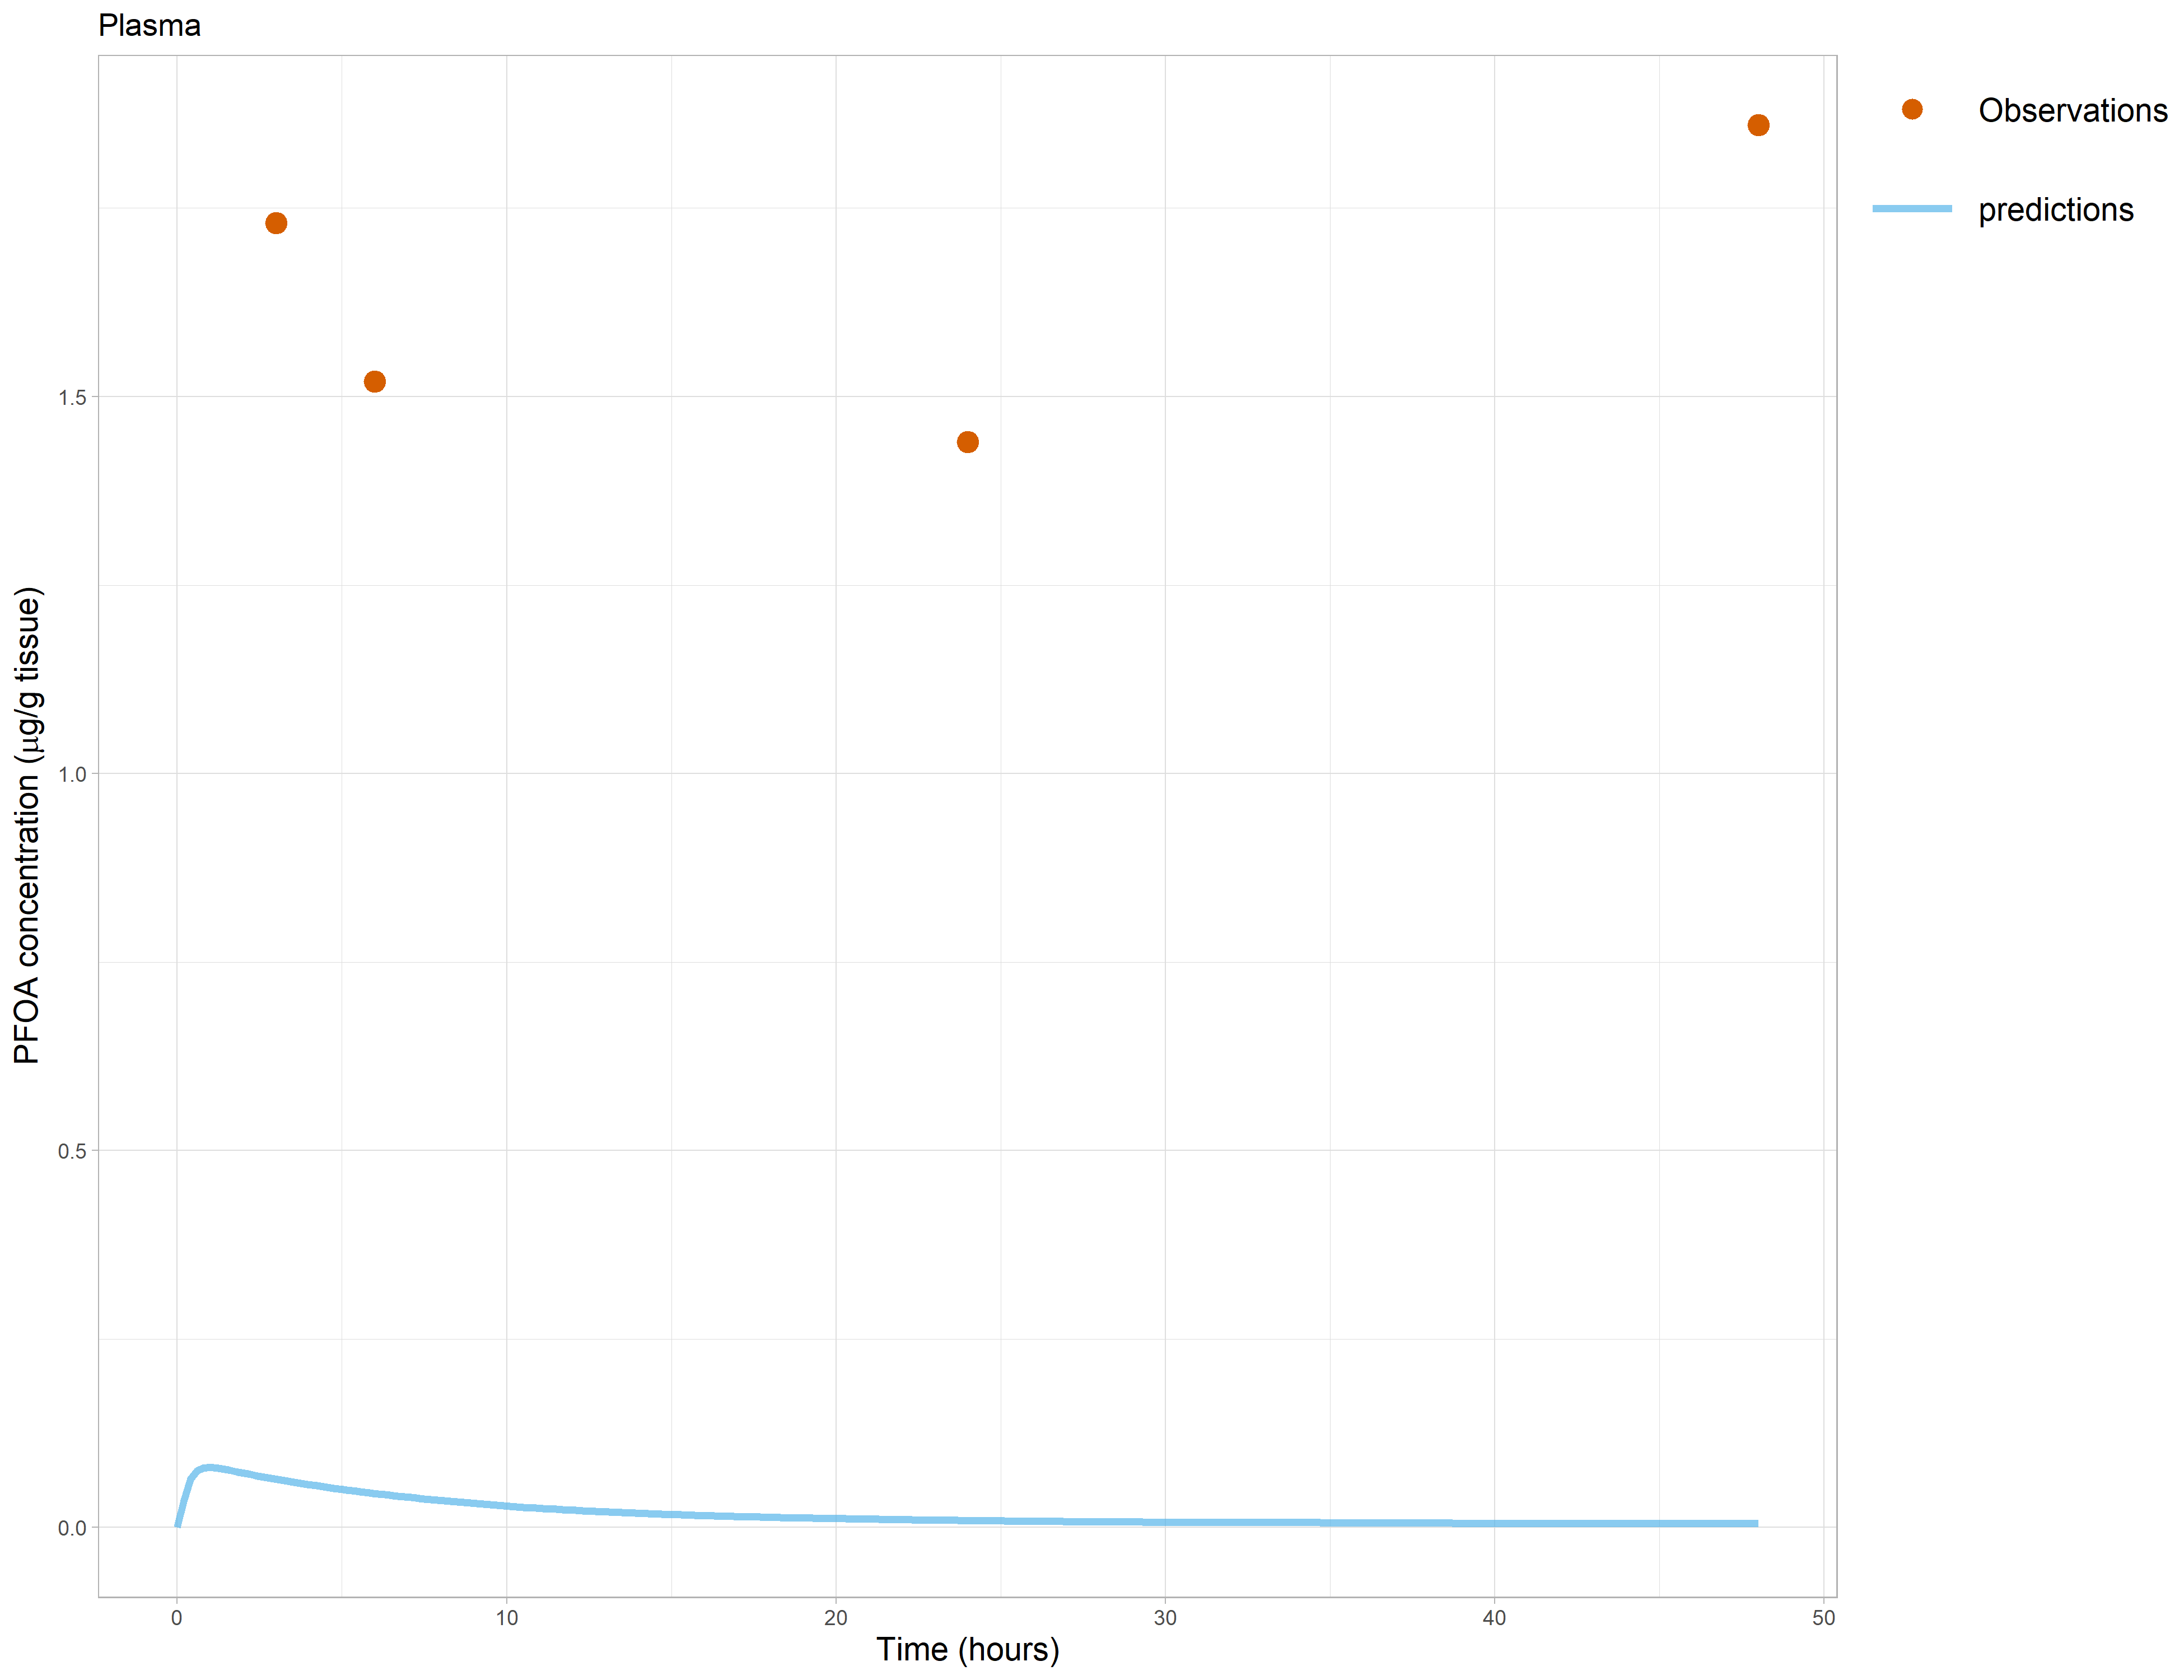 Plasma
Observations
predictions
PFOA concentration (μg/g tissue)
1.5
1.0
0.5
0.0
0 10 20 30 40 50
Time (hours)